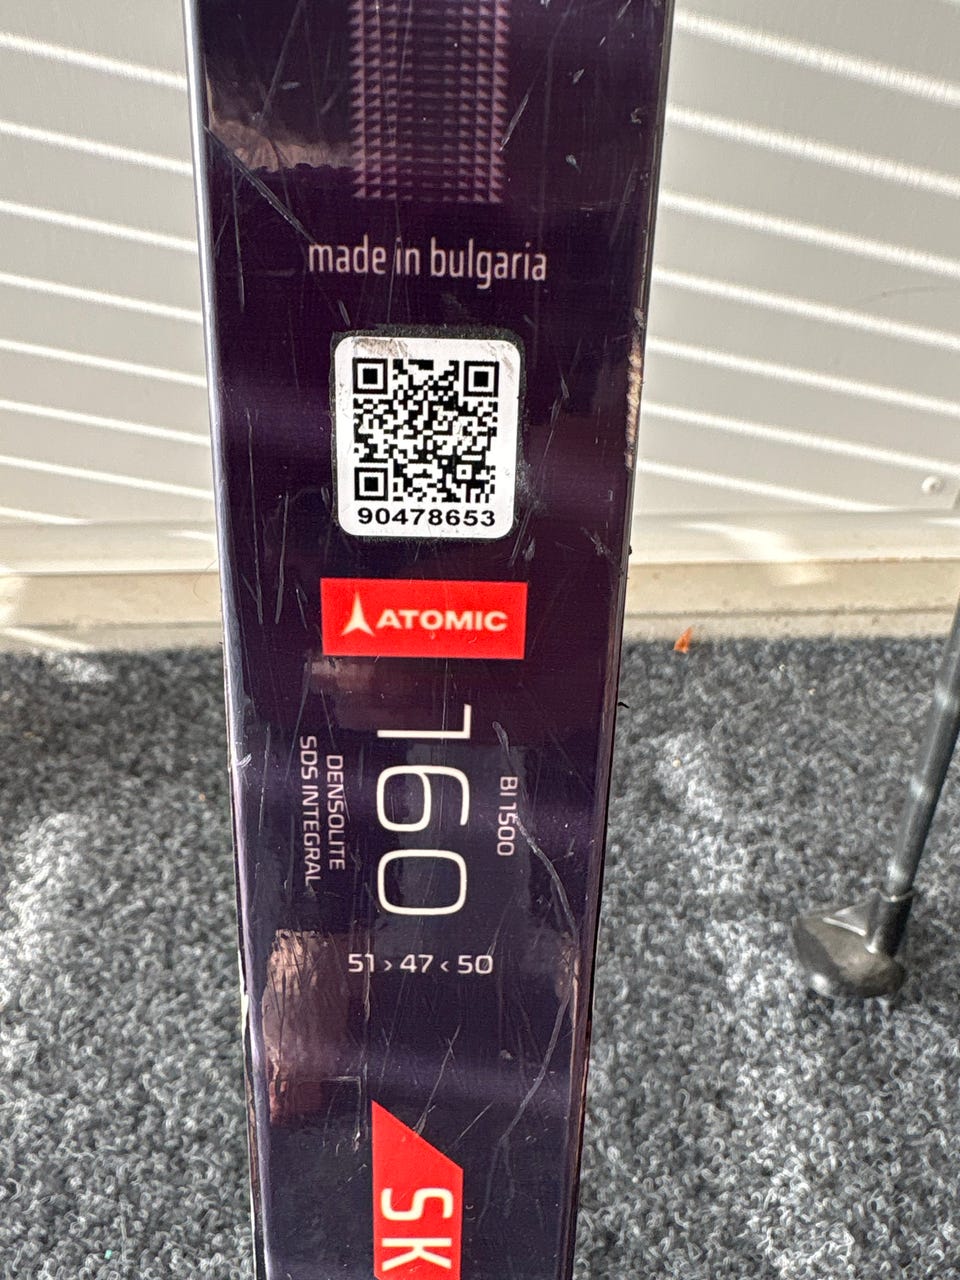 made in bulgaria
90478653
ATOMIC
BI 1500
160
DENSOLITE
SDS INTEGRAL
51 › 47 ‹ 50
SK